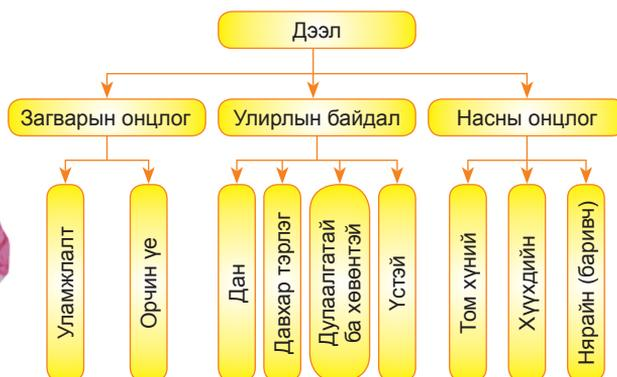 Дээл
Загварын онцлог
Улирлын байдал
Насны онцлог
Уламжлалт
Орчин үе
Дан
Давхар тэрлэг
Дулаалгатай
ба хөвөнтэй
Үстэй
Том хүний
Хүүхдийн
Нярайн (баривч)